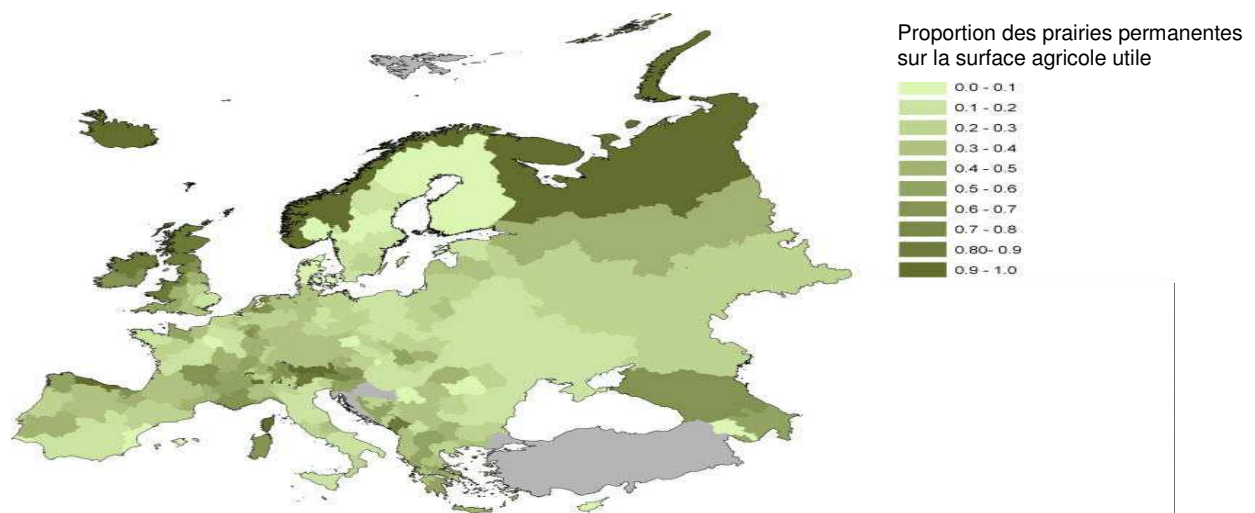 Proportion des prairies permanentes
sur la surface agricole utile
0.0 - 0.1
0.1 - 0.2
0.2 - 0.3
0.3 - 0.4
0.4 - 0.5
0.5 - 0.6
0.6 - 0.7
0.7 - 0.8
0.80- 0.9
0.9 - 1.0